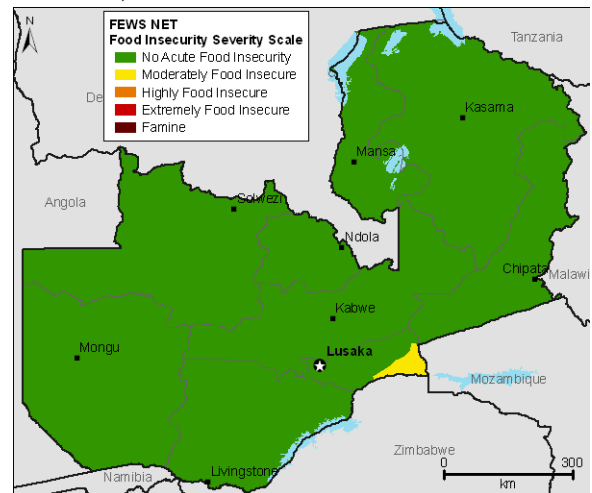 FEWS NET
Food Insecurity Severity Scale
No Acute Food Insecurity
Moderately Food Insecure
Highly Food Insecure
Extremely Food Insecure
Famine
N
Tanzania
Kasama
Mansa
Angola
Solwezi
Ndola
Chipata
Malawi
Kabwe
Mongu
Lusaka
Mozambique
Zimbabwe
Namibia
Livingstone
0
300
km